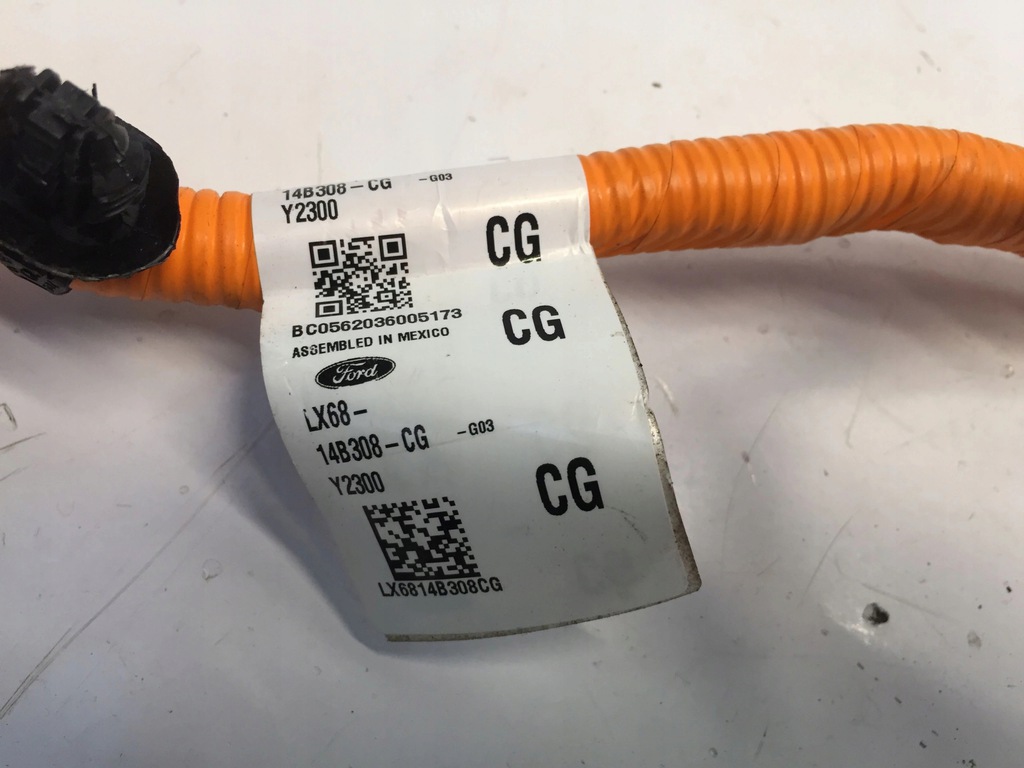 14B308-CG -G03
Y2300
CG
BC0562036005173
ASSEMBLED IN MEXICO
CG
Ford
LX68-
14B308-CG -G03
Y2300
CG
LX6814B308CG